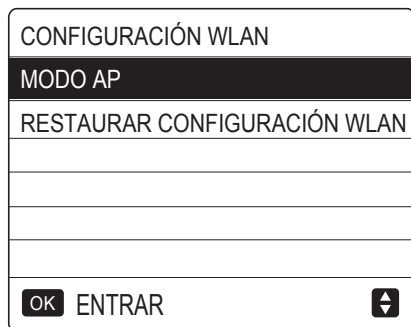 CONFIGURACIÓN WLAN
MODO AP
RESTAURAR CONFIGURACIÓN WLAN
OK ENTRAR